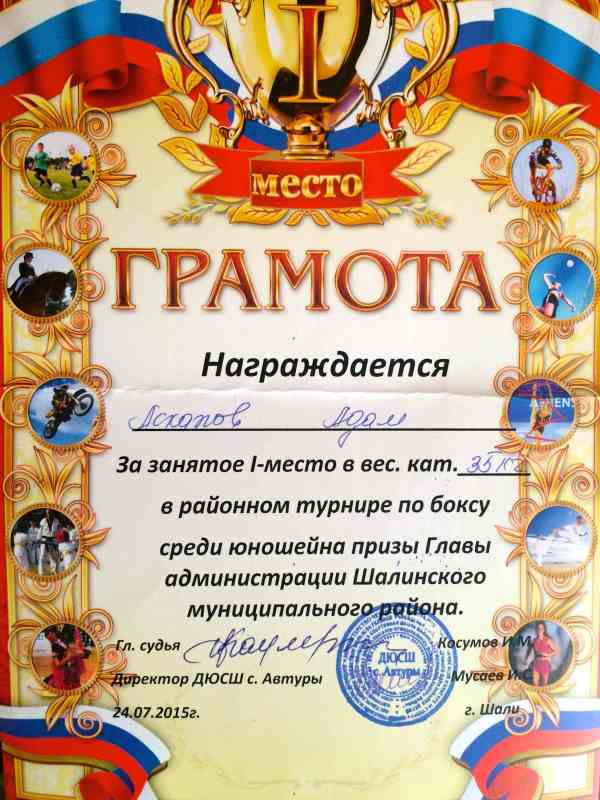 I
место
ГРАМОТА
Награждается
Асхапов Адам
За занятое I-место в вес. кат. 35 кг
в районном турнире по боксу
среди юношейна призы Главы
администрации Шалинского
муниципального района.
Гл. судья Косумов И.М.
Директор ДЮСШ с. Автуры Мусаев И.С.
24.07.2015г. г. Шали
ДЮСШ
с. Автуры